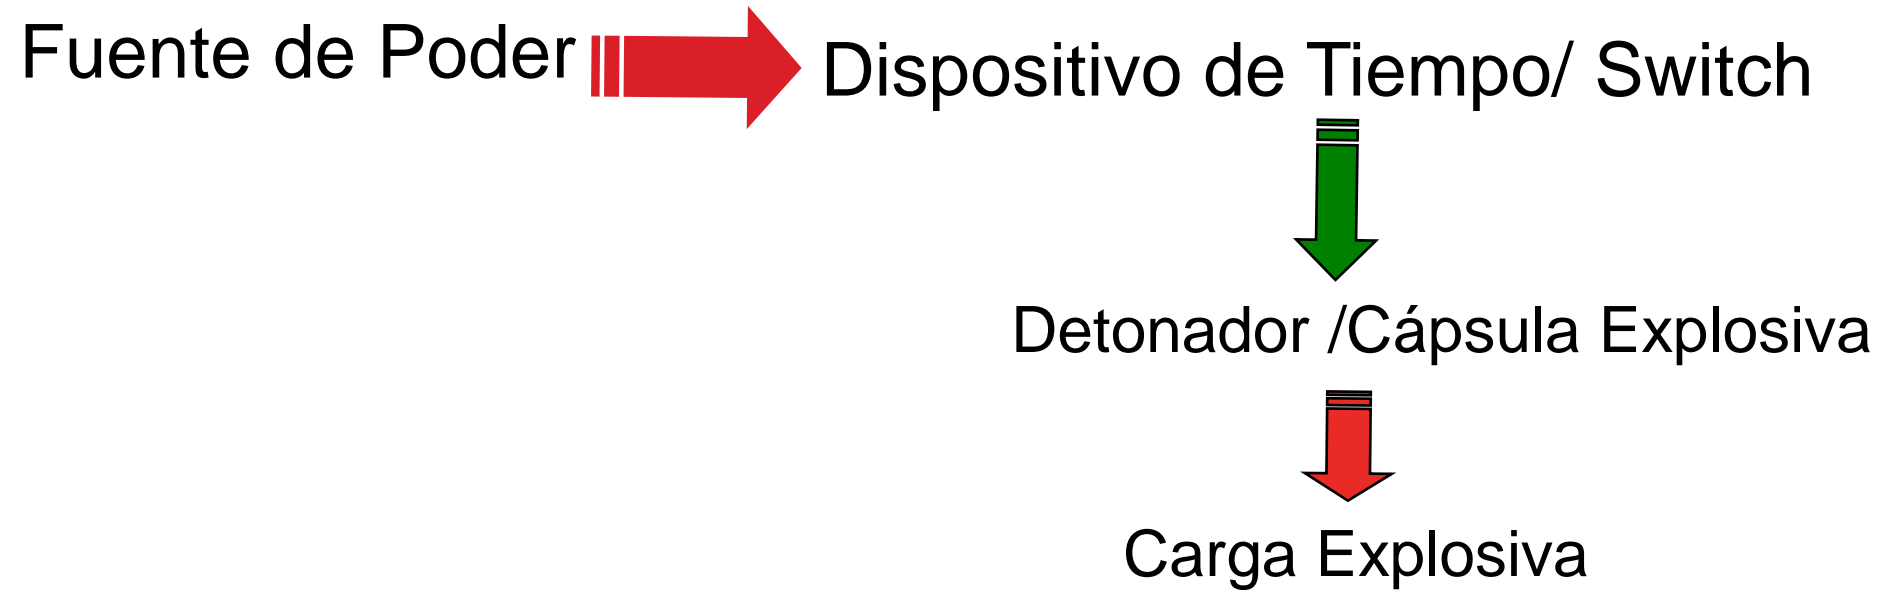 Fuente de Poder
Dispositivo de Tiempo/ Switch
Detonador /Cápsula Explosiva
Carga Explosiva